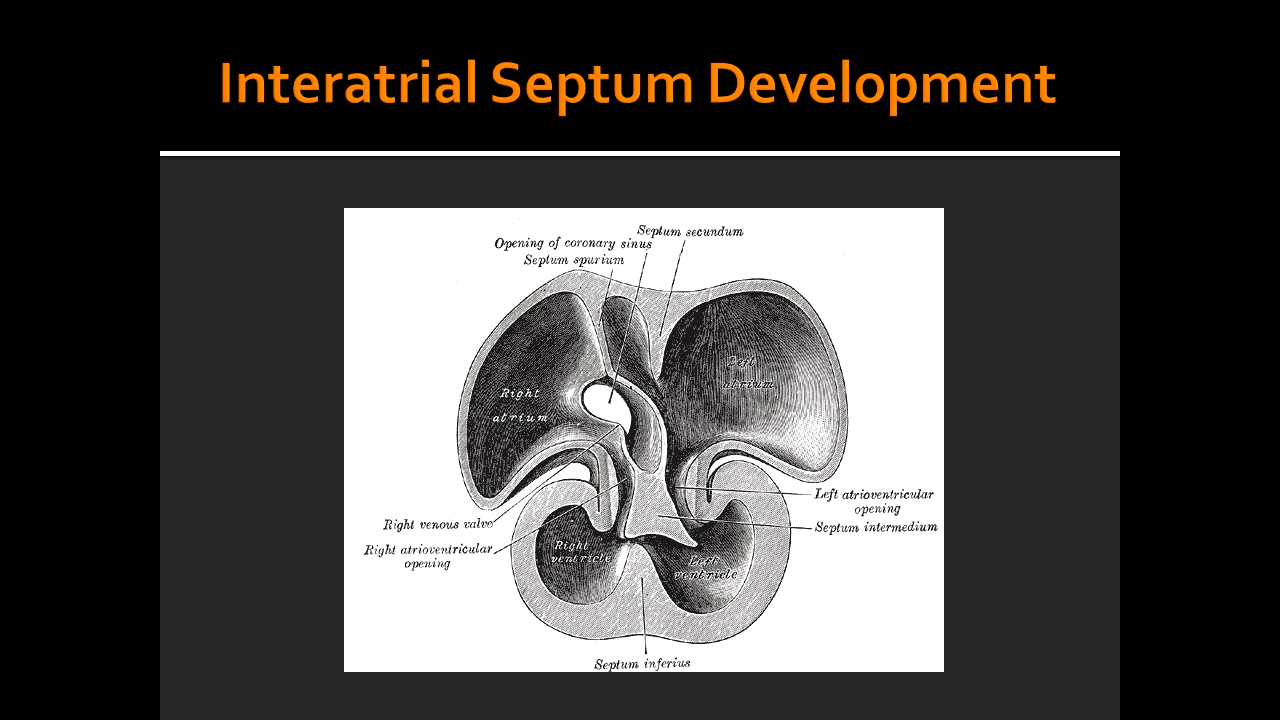 Interatrial Septum Development
Septum secundum
Opening of coronary sinus
Septum spurium
Left
atrium
Right
atrium
Left atrioventricular
opening
Right venous valve
Septum intermedium
Right atrioventricular
opening
Right
ventricle
Left
ventricle
Septum inferius